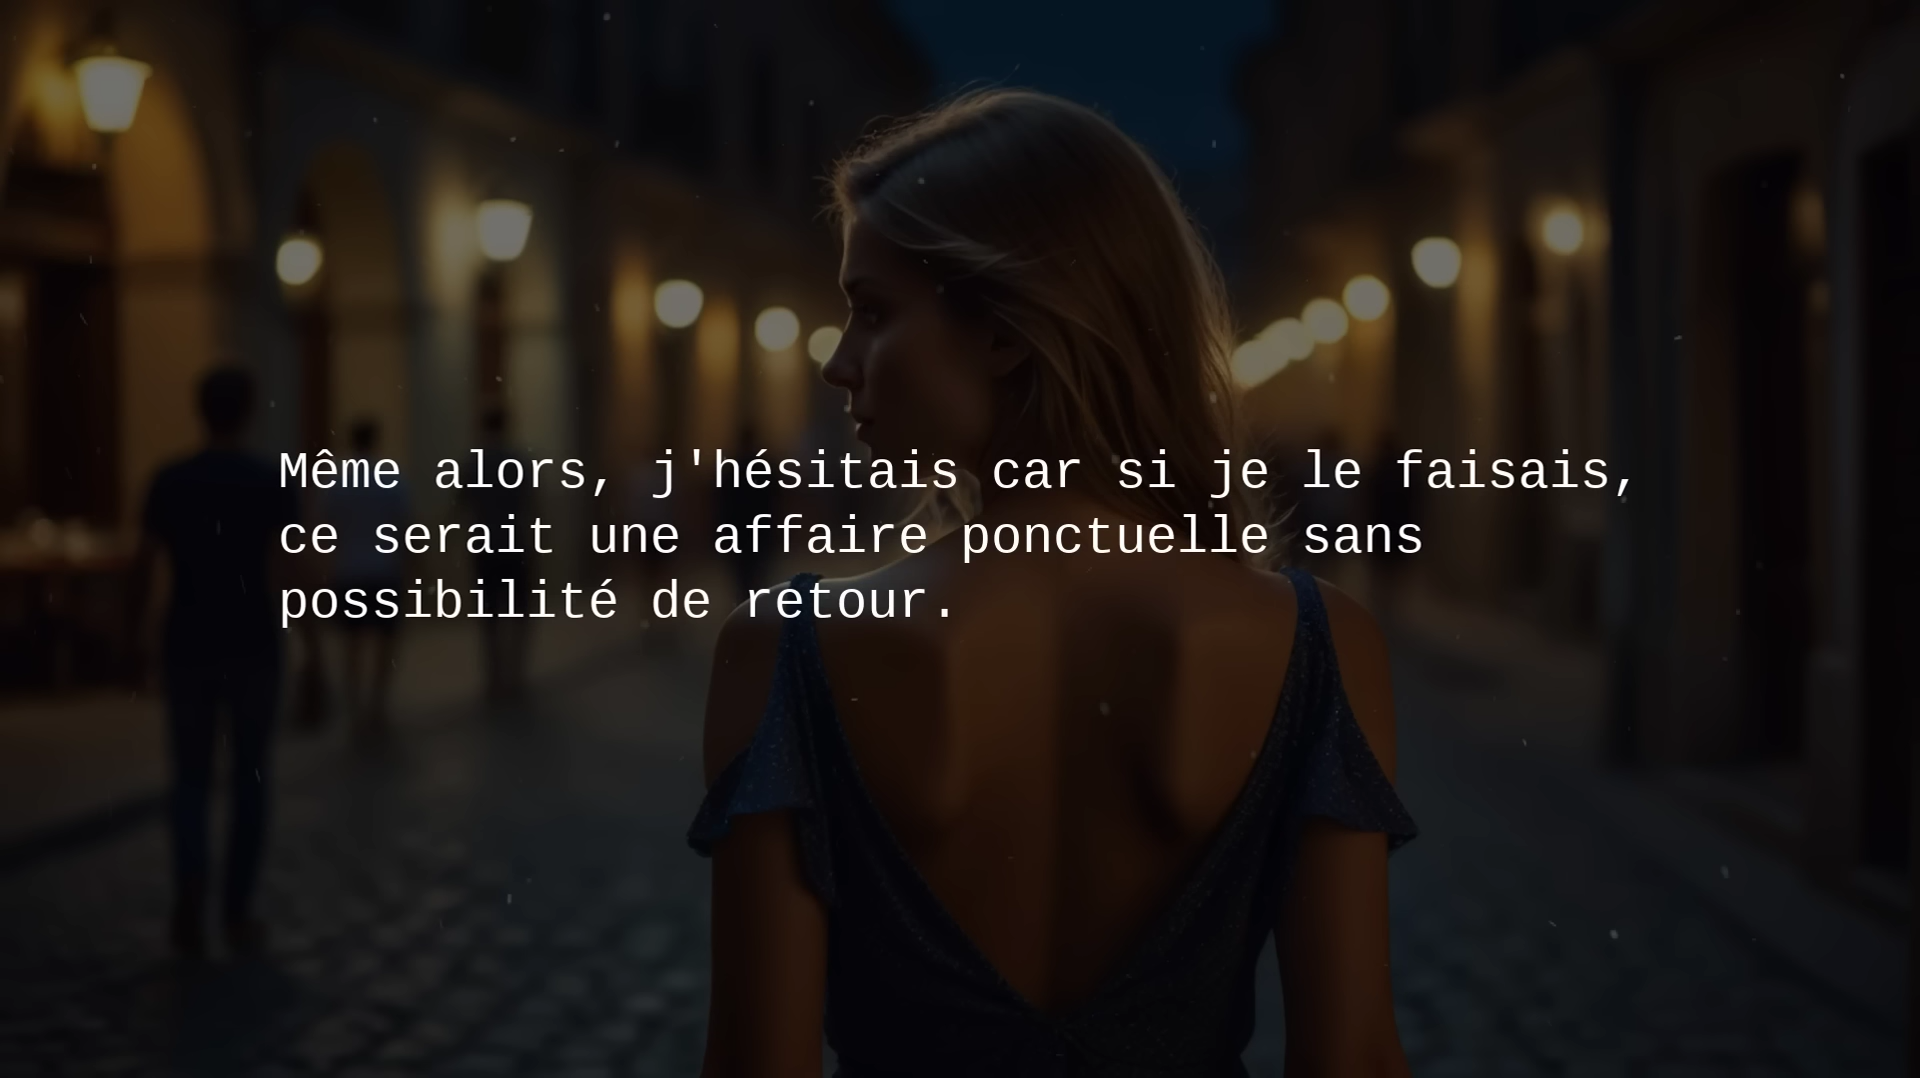 Même alors, j'hésitais car si je le faisais,
ce serait une affaire ponctuelle sans
possibilité de retour.